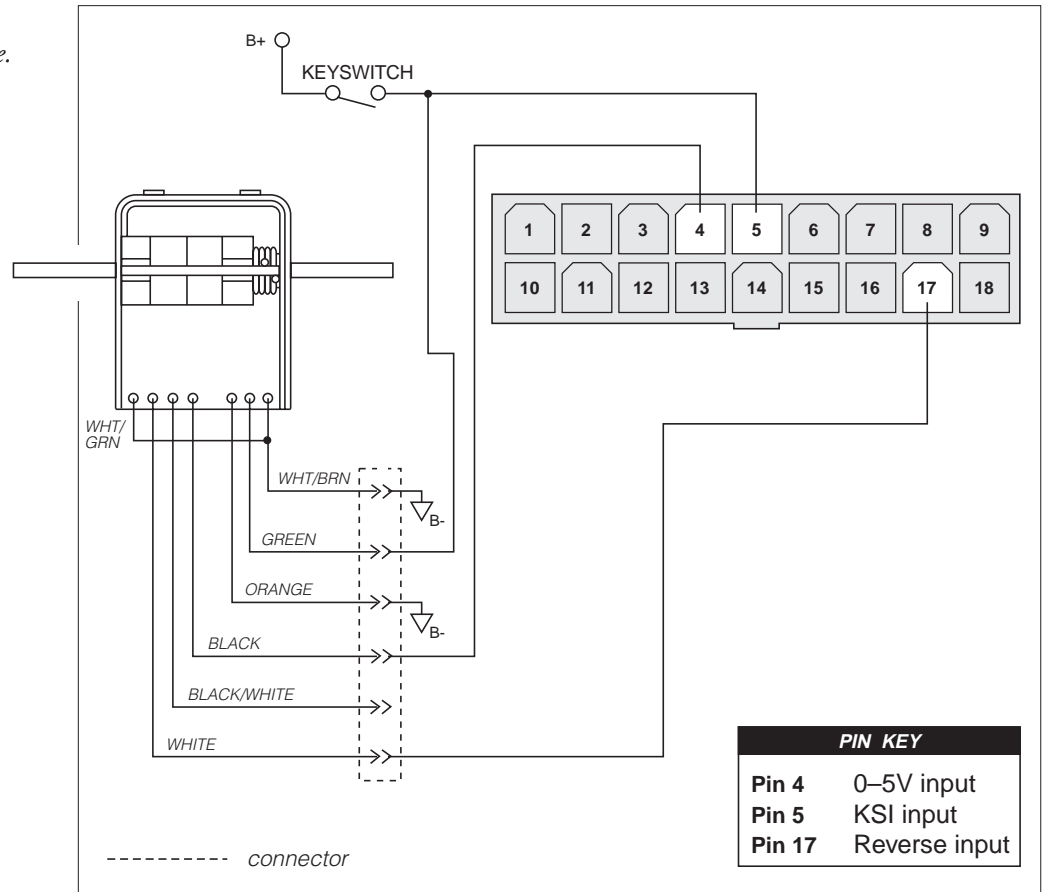 e.
B+
KEYSWITCH
1 2 3 4 5 6 7 8 9
10 11 12 13 14 15 16 17 18
WHT/
GRN
WHT/BRN
B-
GREEN
ORANGE
B-
BLACK
BLACK/WHITE
WHITE
PIN KEY
Pin 4 0–5V input
Pin 5 KSI input
Pin 17 Reverse input
connector